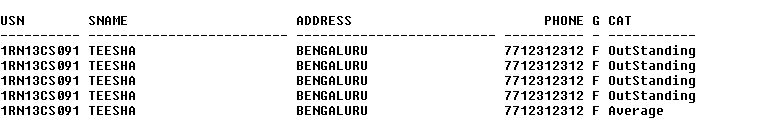 USN        SNAME                     ADDRESS                        PHONE G CAT
---------- ------------------------- ------------------------- ---------- - -----------
1RN13CS091 TEESHA                    BENGALURU                 7712312312 F OutStanding
1RN13CS091 TEESHA                    BENGALURU                 7712312312 F OutStanding
1RN13CS091 TEESHA                    BENGALURU                 7712312312 F OutStanding
1RN13CS091 TEESHA                    BENGALURU                 7712312312 F OutStanding
1RN13CS091 TEESHA                    BENGALURU                 7712312312 F Average